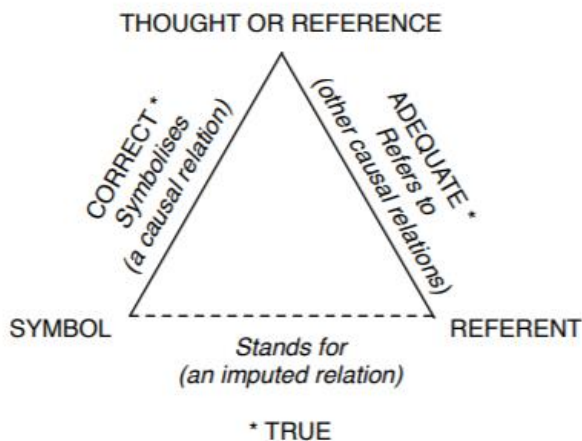 THOUGHT OR REFERENCE
CORRECT *
Symbolises
(a causal relation)
ADEQUATE *
Refers to
(other causal relations)
SYMBOL
REFERENT
Stands for
(an imputed relation)
* TRUE